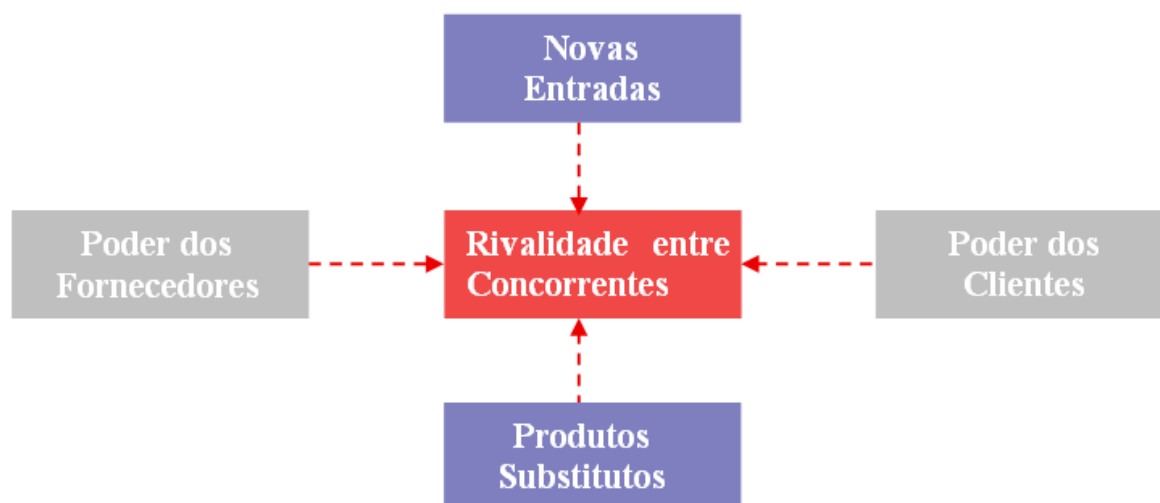 Novas
Entradas
Poder dos
Fornecedores
Rivalidade entre
Concorrentes
Poder dos
Clientes
Produtos
Substitutos